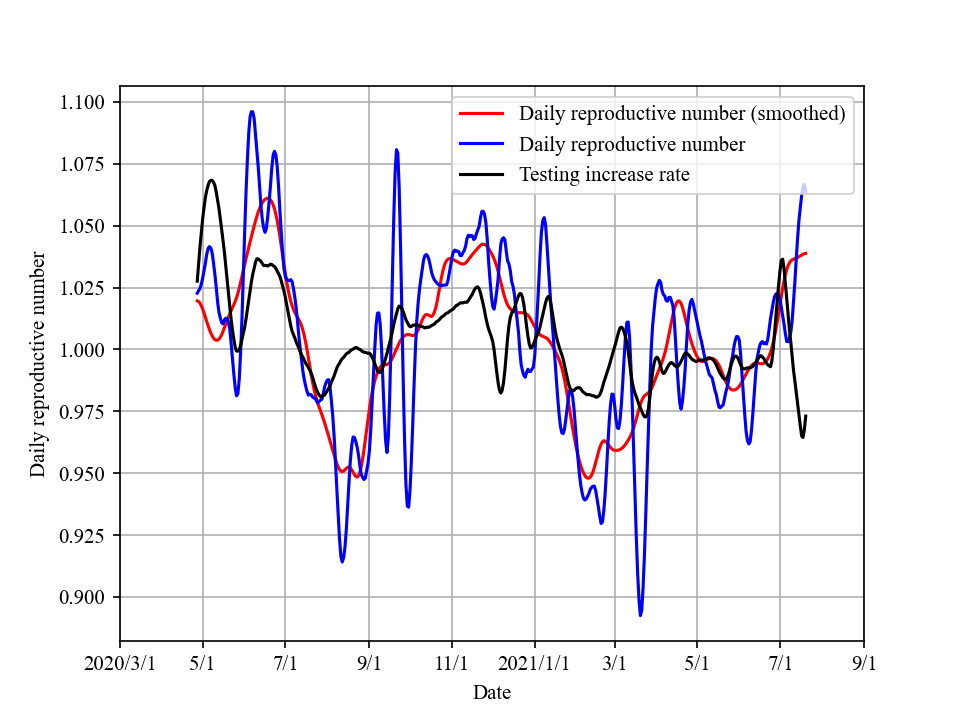 Daily reproductive number (smoothed)
Daily reproductive number
Testing increase rate
Daily reproductive number
1.100
1.075
1.050
1.025
1.000
0.975
0.950
0.925
0.900
2020/3/1 5/1 7/1 9/1 11/1 2021/1/1 3/1 5/1 7/1 9/1
Date